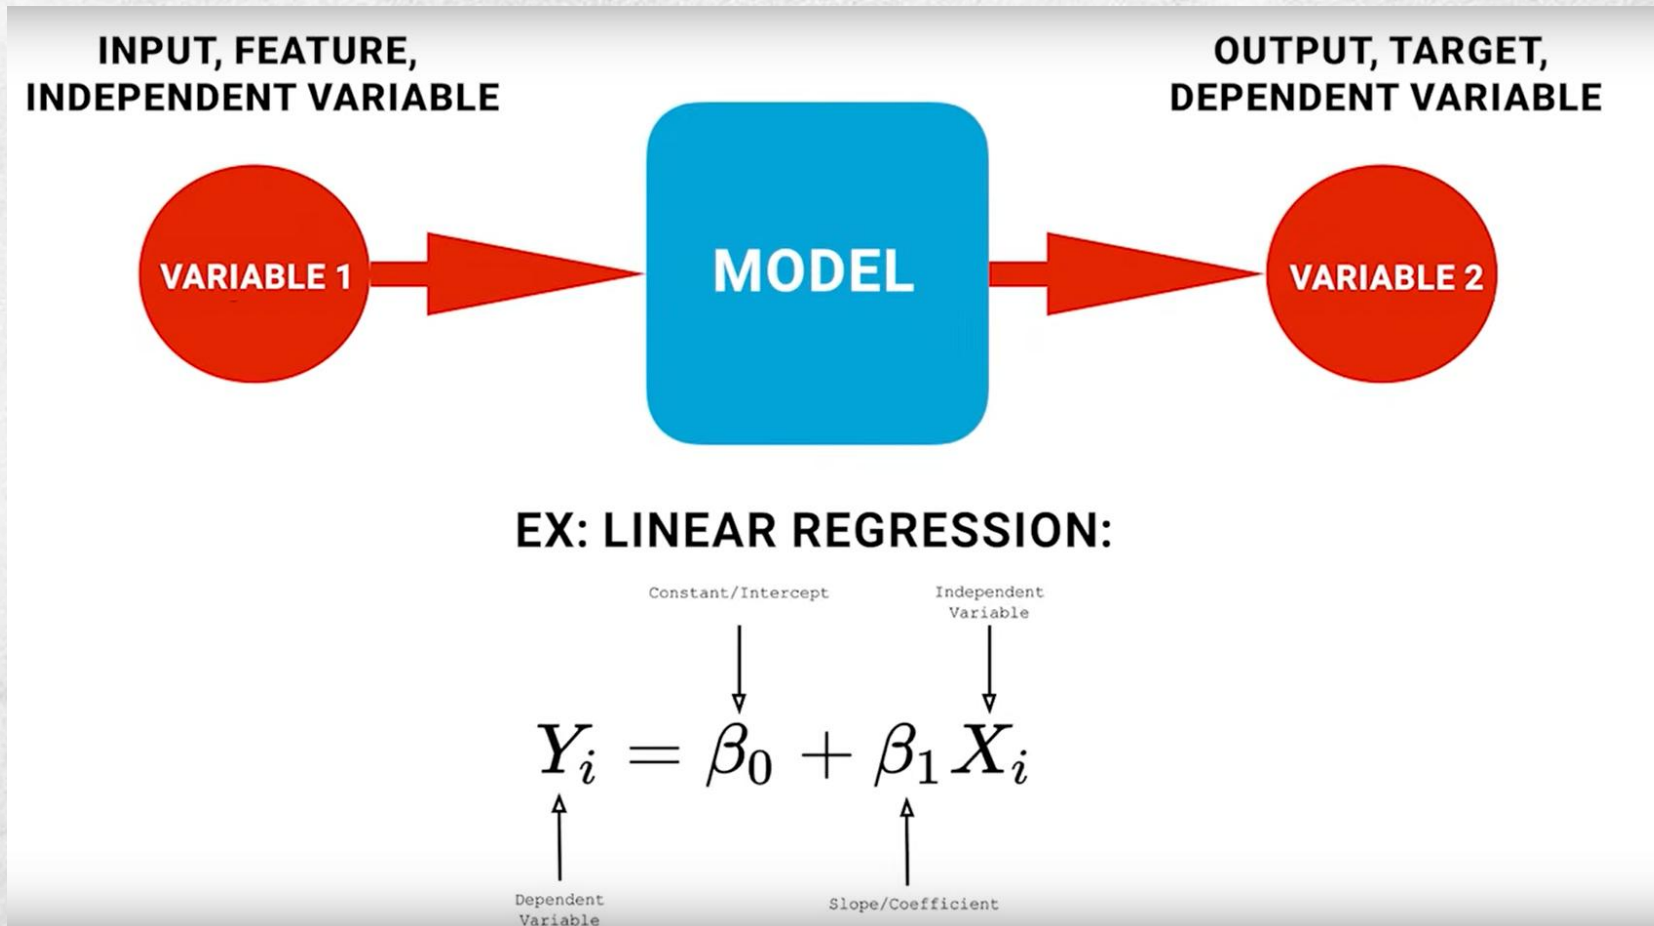 INPUT, FEATURE,
INDEPENDENT VARIABLE
OUTPUT, TARGET,
DEPENDENT VARIABLE
VARIABLE 1
MODEL
VARIABLE 2
EX: LINEAR REGRESSION:
Constant/Intercept
Independent
Variable
Yᵢ = β₀ + β₁Xᵢ
Dependent
Variable
Slope/Coefficient